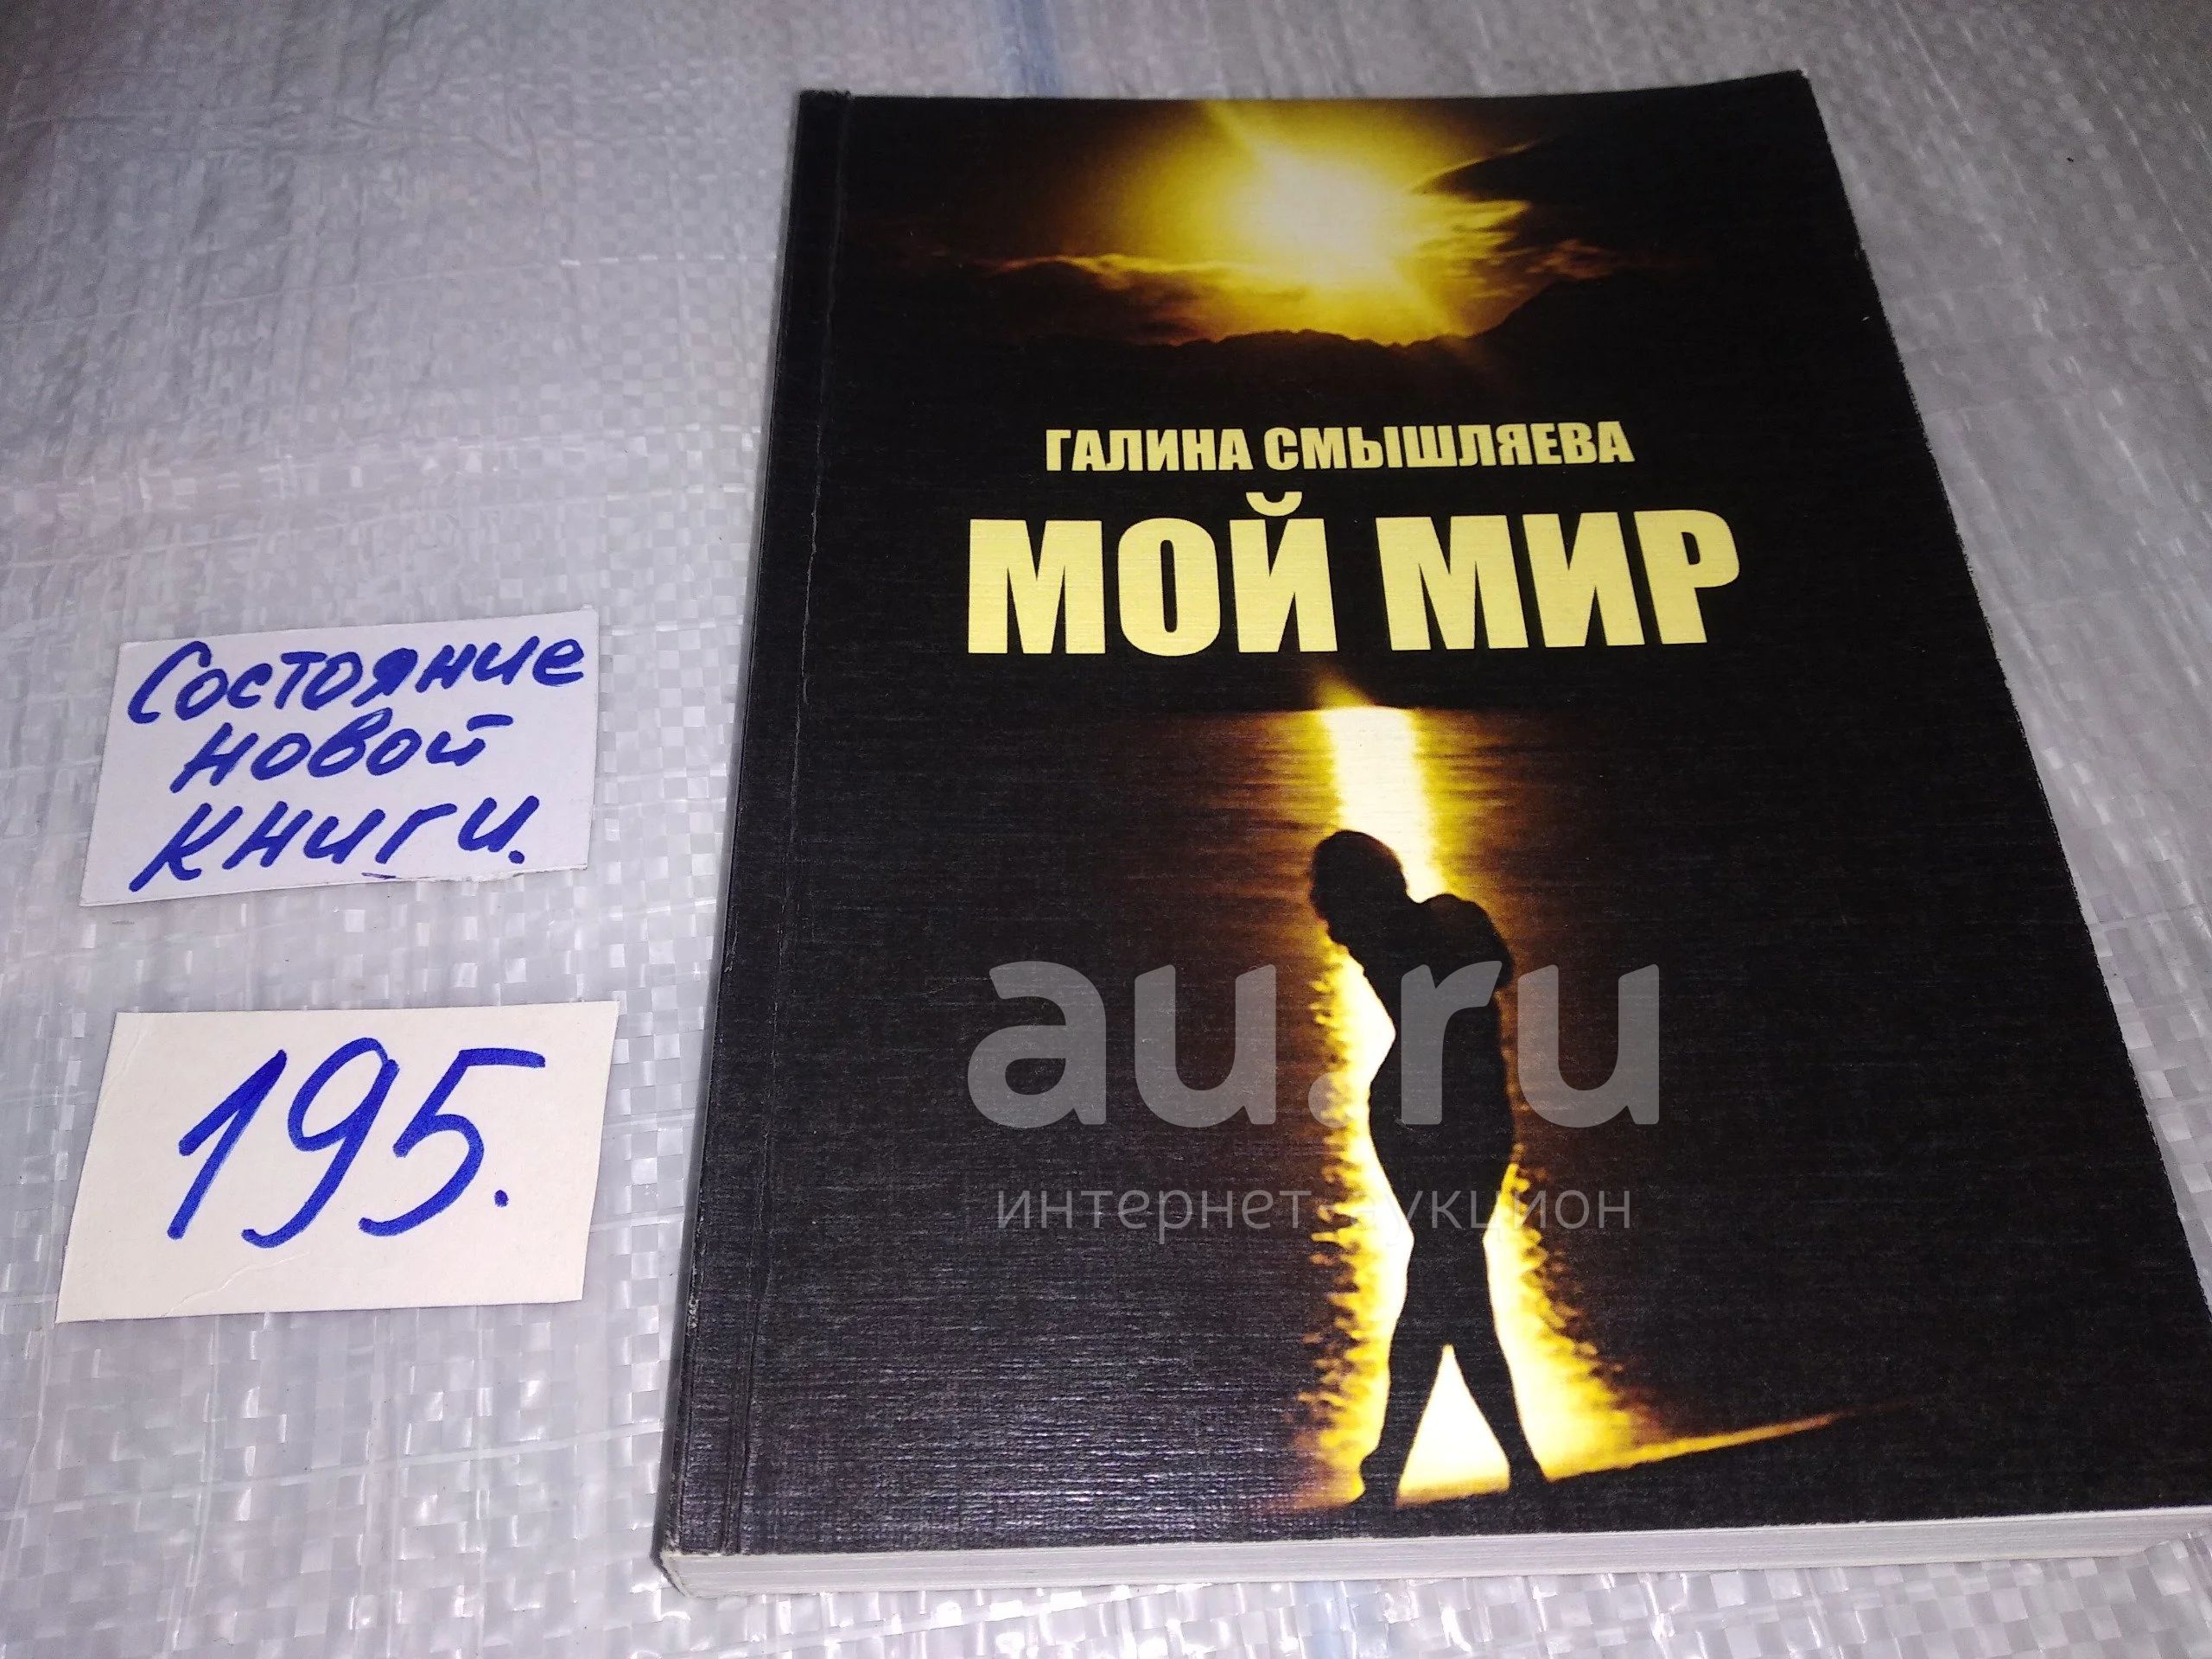 ГАЛИНА СМЫШЛЯЕВА
МОЙ МИР
Состояние
новой
книги.
195.
au.ru
интернет аукцион